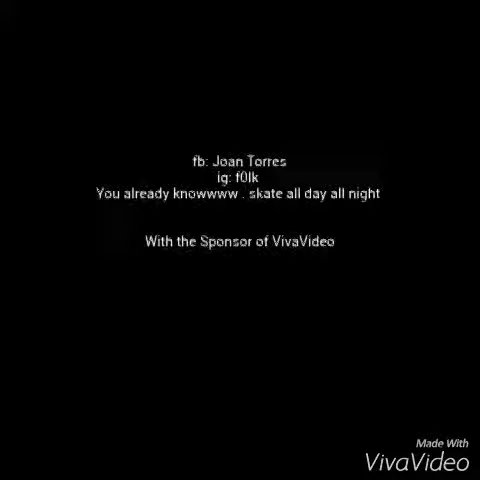 fb: Joan Torres
ig: f0lk
You already knowwww . skate all day all night
With the Sponsor of VivaVideo
Made With
VivaVideo